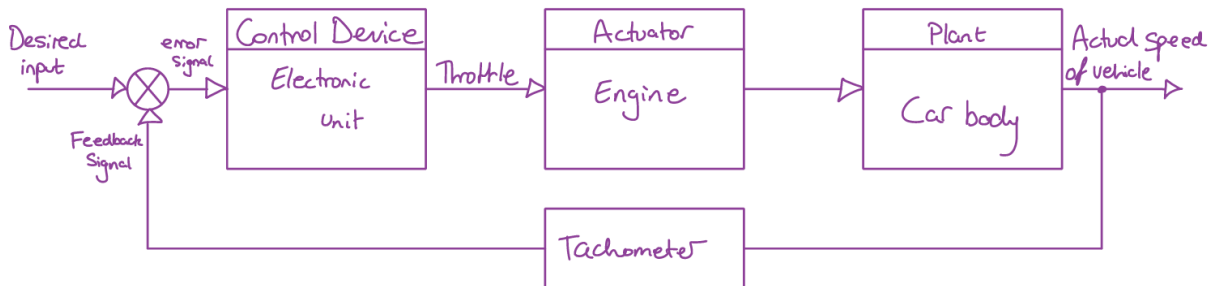 Desired
input
error
signal
Control Device
Electronic
unit
Throttle
Actuator
Engine
Plant
Car body
Actual speed
of vehicle
Feedback
Signal
Tachometer